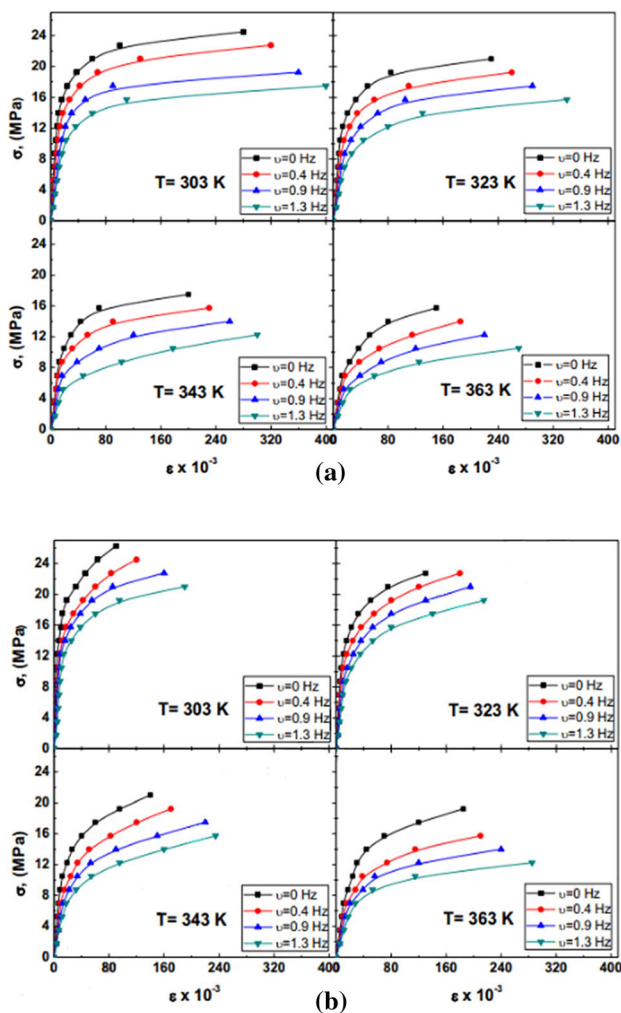 24
20
16
12
8
4
0
σ, (MPa)
υ=0 Hz
υ=0.4 Hz
υ=0.9 Hz
υ=1.3 Hz
T= 303 K
υ=0 Hz
υ=0.4 Hz
υ=0.9 Hz
υ=1.3 Hz
T= 323 K
24
20
16
12
8
4
0
σ, (MPa)
υ=0 Hz
υ=0.4 Hz
υ=0.9 Hz
υ=1.3 Hz
T= 343 K
υ=0 Hz
υ=0.4 Hz
υ=0.9 Hz
υ=1.3 Hz
T= 363 K
0 80 160 240 320 400 80 160 240 320 400
ε x 10⁻³ ε x 10⁻³
(a)
24
20
16
12
8
4
0
σ, (MPa)
υ=0 Hz
υ=0.4 Hz
υ=0.9 Hz
υ=1.3 Hz
T= 303 K
υ=0 Hz
υ=0.4 Hz
υ=0.9 Hz
υ=1.3 Hz
T= 323 K
24
20
16
12
8
4
0
σ, (MPa)
υ=0 Hz
υ=0.4 Hz
υ=0.9 Hz
υ=1.3 Hz
T= 343 K
υ=0 Hz
υ=0.4 Hz
υ=0.9 Hz
υ=1.3 Hz
T= 363 K
0 80 160 240 320 400 80 160 240 320 400
ε x 10⁻³ ε x 10⁻³
(b)